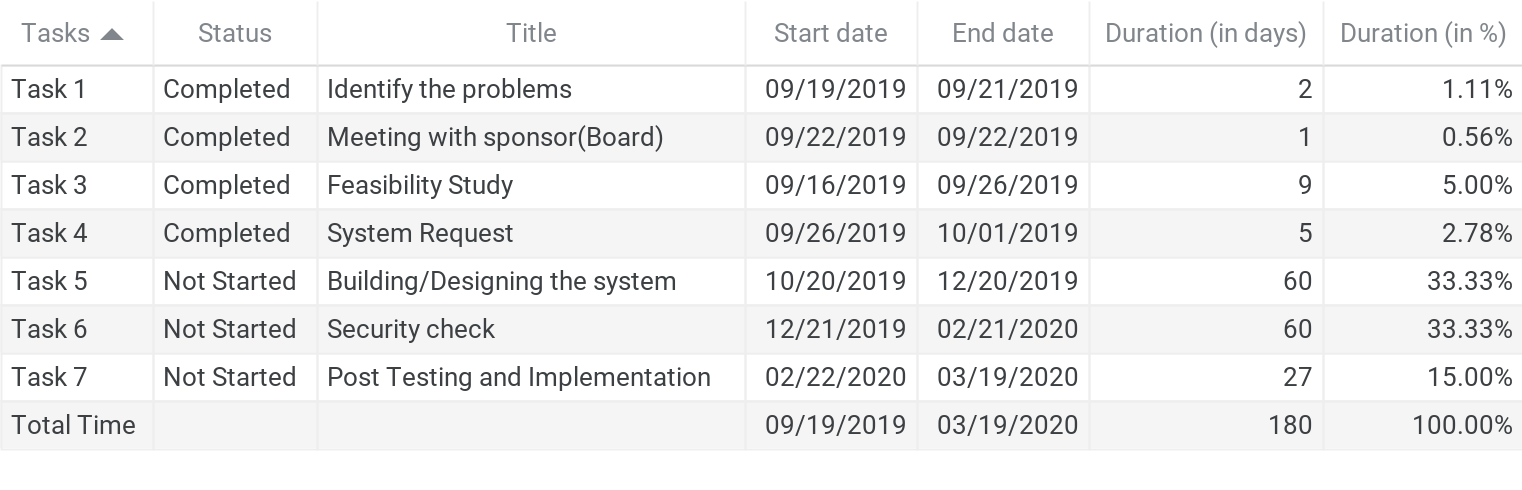 Tasks Status Title Start date End date Duration (in days) Duration (in %)
Task 1 Completed Identify the problems 09/19/2019 09/21/2019 2 1.11%
Task 2 Completed Meeting with sponsor(Board) 09/22/2019 09/22/2019 1 0.56%
Task 3 Completed Feasibility Study 09/16/2019 09/26/2019 9 5.00%
Task 4 Completed System Request 09/26/2019 10/01/2019 5 2.78%
Task 5 Not Started Building/Designing the system 10/20/2019 12/20/2019 60 33.33%
Task 6 Not Started Security check 12/21/2019 02/21/2020 60 33.33%
Task 7 Not Started Post Testing and Implementation 02/22/2020 03/19/2020 27 15.00%
Total Time 09/19/2019 03/19/2020 180 100.00%